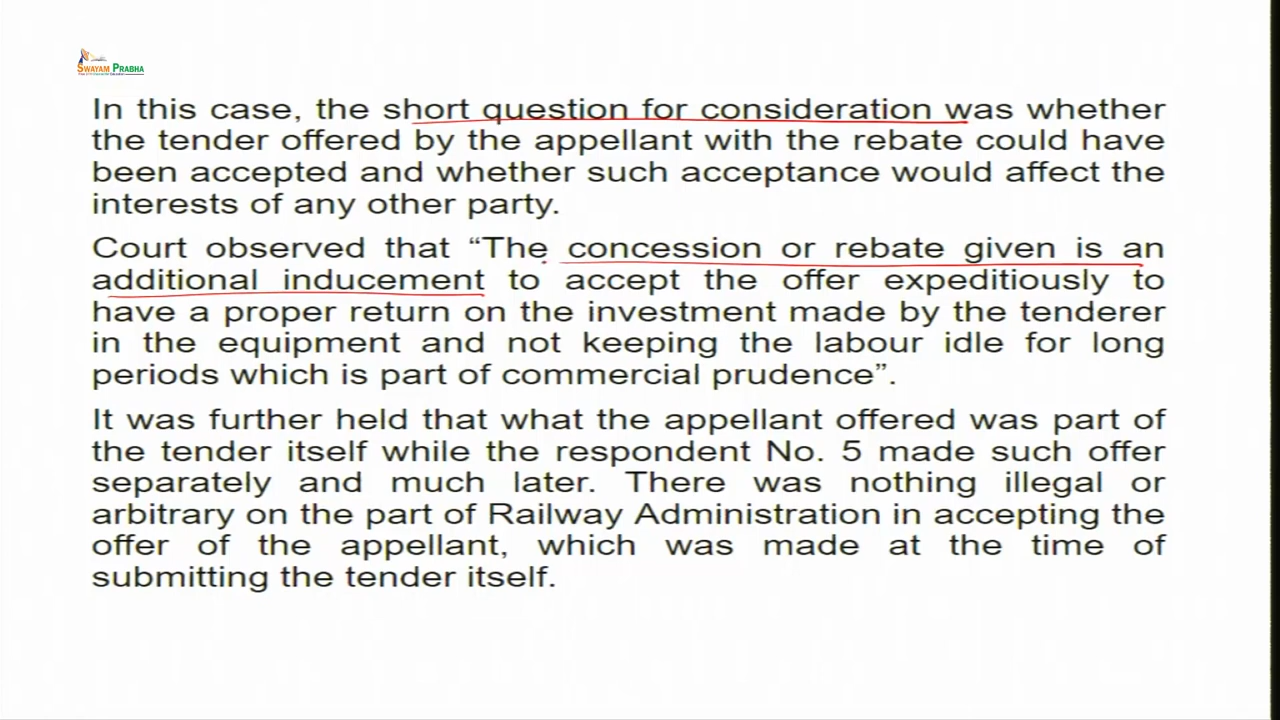 SWAYAM PRABHA
In this case, the short question for consideration was whether
the tender offered by the appellant with the rebate could have
been accepted and whether such acceptance would affect the
interests of any other party.
Court observed that “The concession or rebate given is an
additional inducement to accept the offer expeditiously to
have a proper return on the investment made by the tenderer
in the equipment and not keeping the labour idle for long
periods which is part of commercial prudence”.
It was further held that what the appellant offered was part of
the tender itself while the respondent No. 5 made such offer
separately and much later. There was nothing illegal or
arbitrary on the part of Railway Administration in accepting the
offer of the appellant, which was made at the time of
submitting the tender itself.